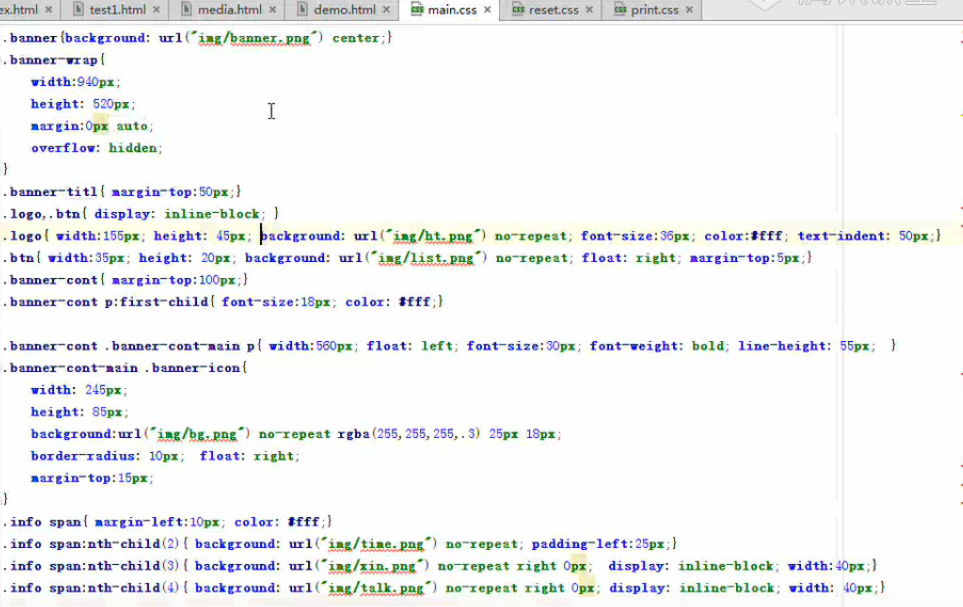 ex.html × test1.html × media.html × demo.html × main.css × reset.css × print.css ×
.banner{background: url("img/banner.png") center;}
.banner-wrap{
width:940px;
height: 520px;
margin:0px auto;
overflow: hidden;
}
.banner-titl{ margin-top:50px;}
.logo,.btn{ display: inline-block; }
.logo{ width:155px; height: 45px; background: url("img/ht.png") no-repeat; font-size:36px; color:#fff; text-indent: 50px;}
.btn{ width:35px; height: 20px; background: url("img/list.png") no-repeat; float: right; margin-top:5px;}
.banner-cont{ margin-top:100px;}
.banner-cont p:first-child{ font-size:18px; color: #fff;}
.banner-cont .banner-cont-main p{ width:560px; float: left; font-size:30px; font-weight: bold; line-height: 55px; }
.banner-cont-main .banner-icon{
width: 245px;
height: 85px;
background:url("img/bg.png") no-repeat rgba(255,255,255,.3) 25px 18px;
border-radius: 10px; float: right;
margin-top:15px;
}
.info span{ margin-left:10px; color: #fff;}
.info span:nth-child(2){ background: url("img/time.png") no-repeat; padding-left:25px;}
.info span:nth-child(3){ background: url("img/xin.png") no-repeat right 0px; display: inline-block; width:40px;}
.info span:nth-child(4){ background: url("img/talk.png") no-repeat right 0px; display: inline-block; width: 40px;}